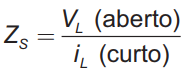 Z_S = V_L (aberto) / i_L (curto)